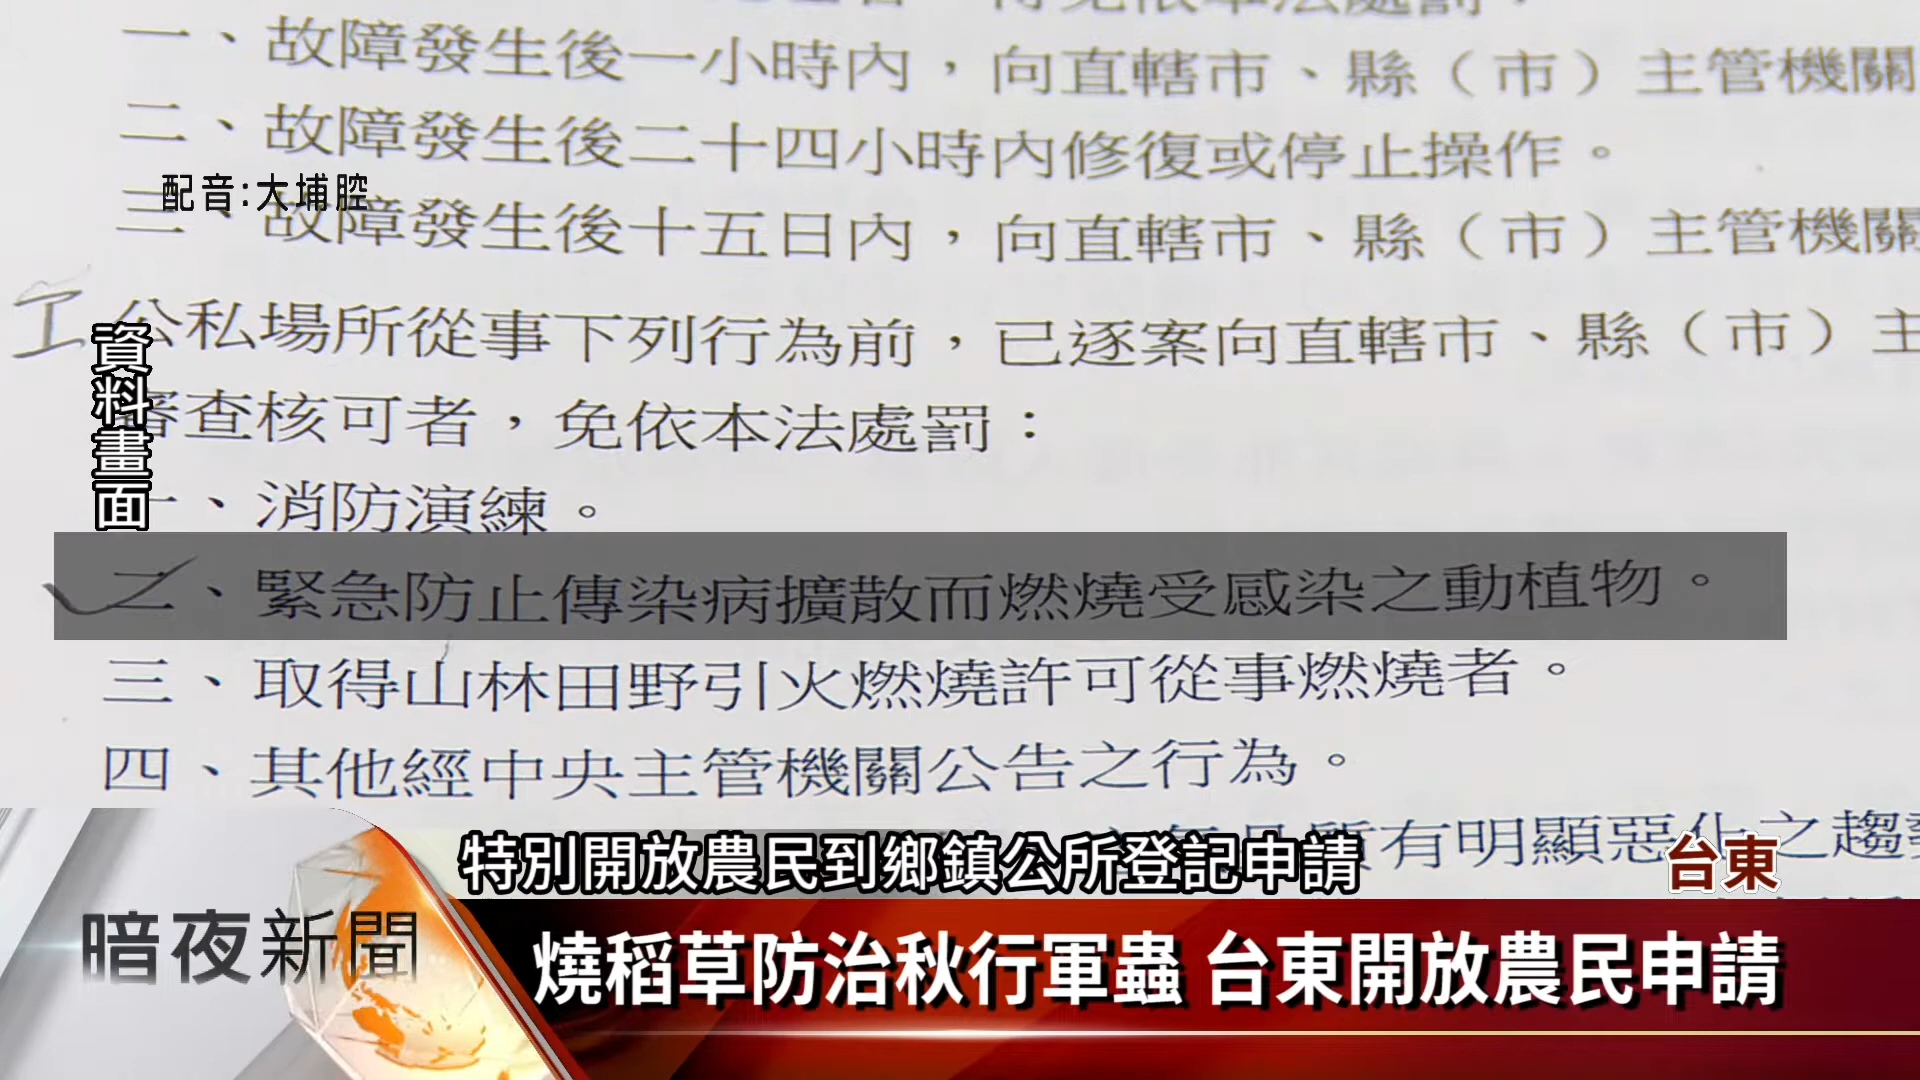 一、故障發生後一小時內，向直轄市、縣（市）主管機關
二、故障發生後二十四小時內修復或停止操作。
配音:大埔腔
三、故障發生後十五日內，向直轄市、縣（市）主管機關
公私場所從事下列行為前，已逐案向直轄市、縣（市）主
資料畫面
審查核可者，免依本法處罰：
一、消防演練。
二、緊急防止傳染病擴散而燃燒受感染之動植物。
三、取得山林田野引火燃燒許可從事燃燒者。
四、其他經中央主管機關公告之行為。
質有明顯惡化之趨
特別開放農民到鄉鎮公所登記申請
台東
暗夜新聞
燒稻草防治秋行軍蟲 台東開放農民申請